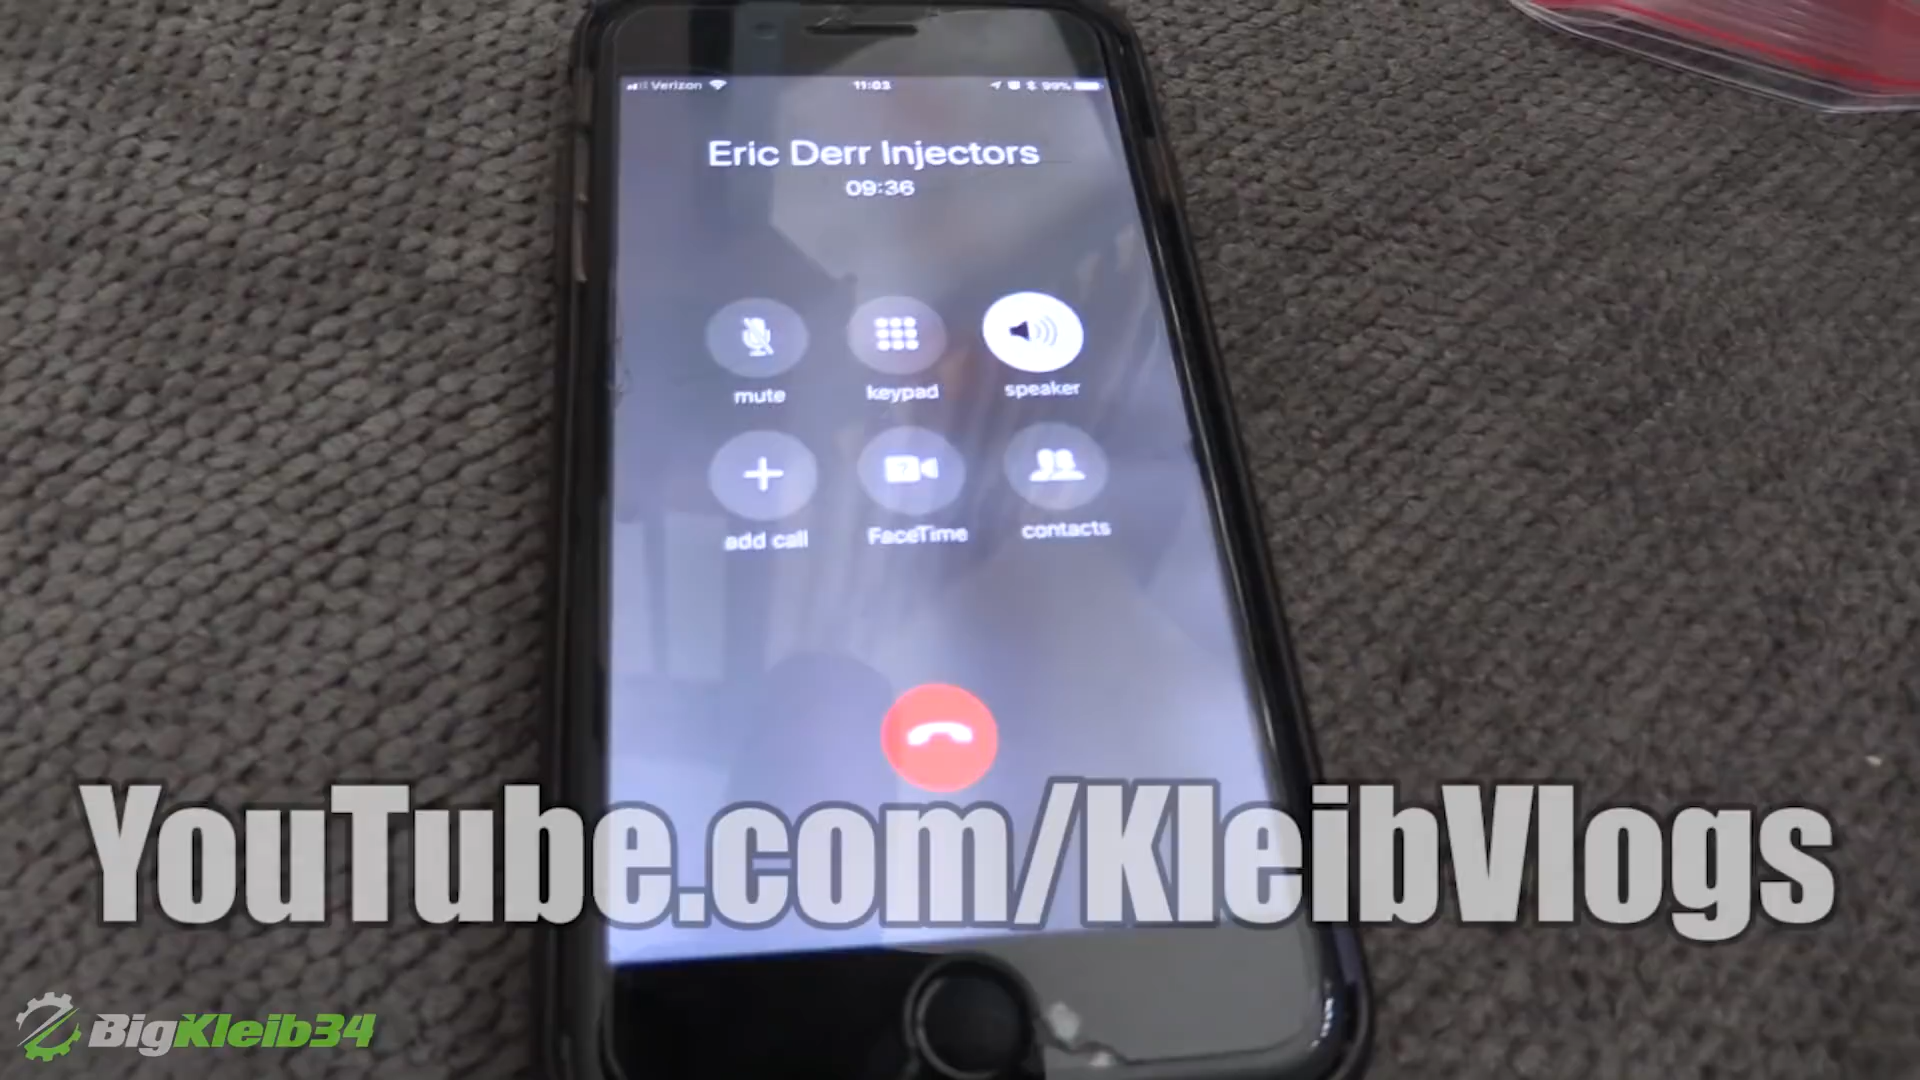 Verizon 11:03 99%
Eric Derr Injectors
09:36
mute keypad speaker
add call FaceTime contacts
YouTube.com/KleibVlogs
BigKleib34